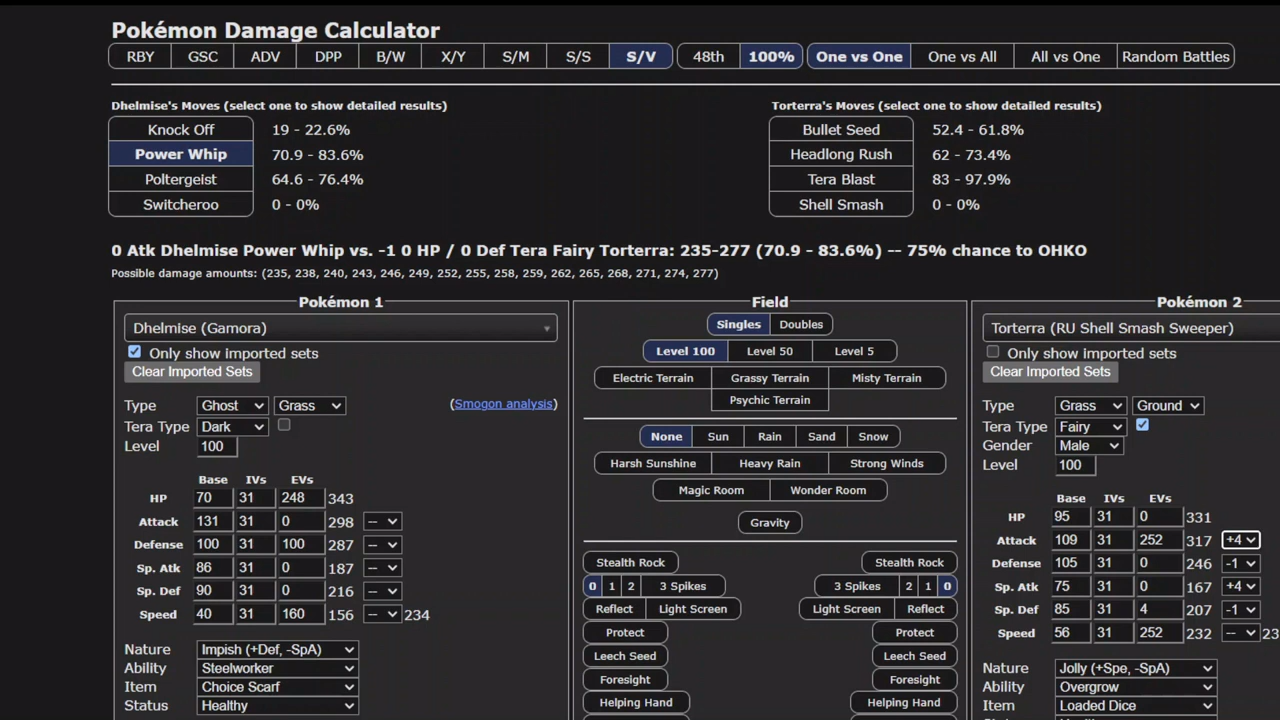 Pokémon Damage Calculator
RBY GSC ADV DPP B/W X/Y S/M S/S S/V 48th 100% One vs One One vs All All vs One Random Battles
Dhelmise's Moves (select one to show detailed results) Torterra's Moves (select one to show detailed results)
Knock Off 19 - 22.6% Bullet Seed 52.4 - 61.8%
Power Whip 70.9 - 83.6% Headlong Rush 62 - 73.4%
Poltergeist 64.6 - 76.4% Tera Blast 83 - 97.9%
Switcheroo 0 - 0% Shell Smash 0 - 0%
0 Atk Dhelmise Power Whip vs. -1 0 HP / 0 Def Tera Fairy Torterra: 235-277 (70.9 - 83.6%) -- 75% chance to OHKO
Possible damage amounts: (235, 238, 240, 243, 246, 249, 252, 255, 258, 259, 262, 265, 268, 271, 274, 277)
Pokémon 1
Dhelmise (Gamora)
Only show imported sets
Clear Imported Sets
Type Ghost Grass (Smogon analysis)
Tera Type Dark
Level 100
Base IVs EVs
HP 70 31 248 343
Attack 131 31 0 298 --
Defense 100 31 100 287 --
Sp. Atk 86 31 0 187 --
Sp. Def 90 31 0 216 --
Speed 40 31 160 156 -- 234
Nature Impish (+Def, -SpA)
Ability Steelworker
Item Choice Scarf
Status Healthy
Field
Singles Doubles
Level 100 Level 50 Level 5
Electric Terrain Grassy Terrain Misty Terrain
Psychic Terrain
None Sun Rain Sand Snow
Harsh Sunshine Heavy Rain Strong Winds
Magic Room Wonder Room
Gravity
Stealth Rock Stealth Rock
0 1 2 3 Spikes 3 Spikes 2 1 0
Reflect Light Screen Light Screen Reflect
Protect Protect
Leech Seed Leech Seed
Foresight Foresight
Helping Hand Helping Hand
Pokémon 2
Torterra (RU Shell Smash Sweeper)
Only show imported sets
Clear Imported Sets
Type Grass Ground
Tera Type Fairy
Gender Male
Level 100
Base IVs EVs
HP 95 31 0 331
Attack 109 31 252 317 +4
Defense 105 31 0 246 -1
Sp. Atk 75 31 0 167 +4
Sp. Def 85 31 4 207 -1
Speed 56 31 252 232 --
Nature Jolly (+Spe, -SpA)
Ability Overgrow
Item Loaded Dice